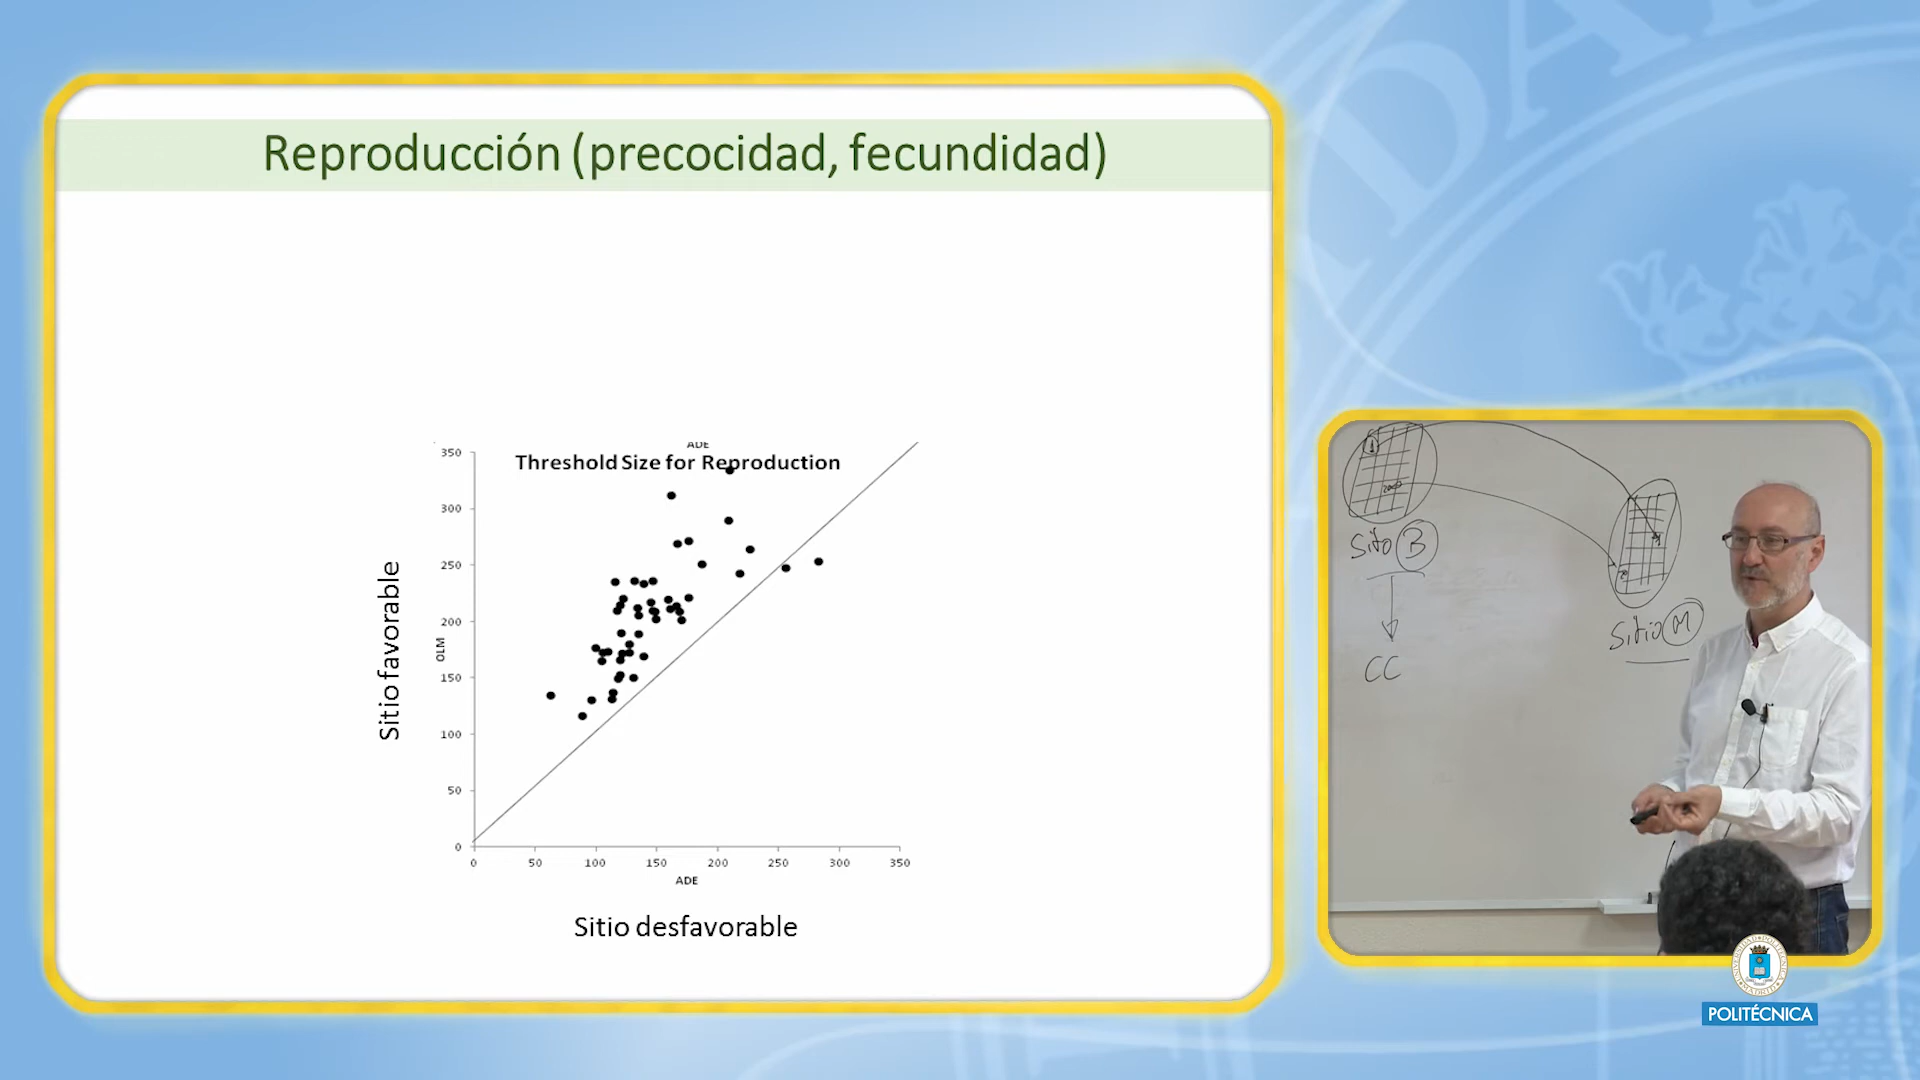 Reproducción (precocidad, fecundidad)
ADE
Threshold Size for Reproduction
350
300
250
200
150
100
50
0
Sitio favorable
OLM
0 50 100 150 200 250 300 350
ADE
Sitio desfavorable
1
Sitio B
CC
Sitio M
POLITÉCNICA